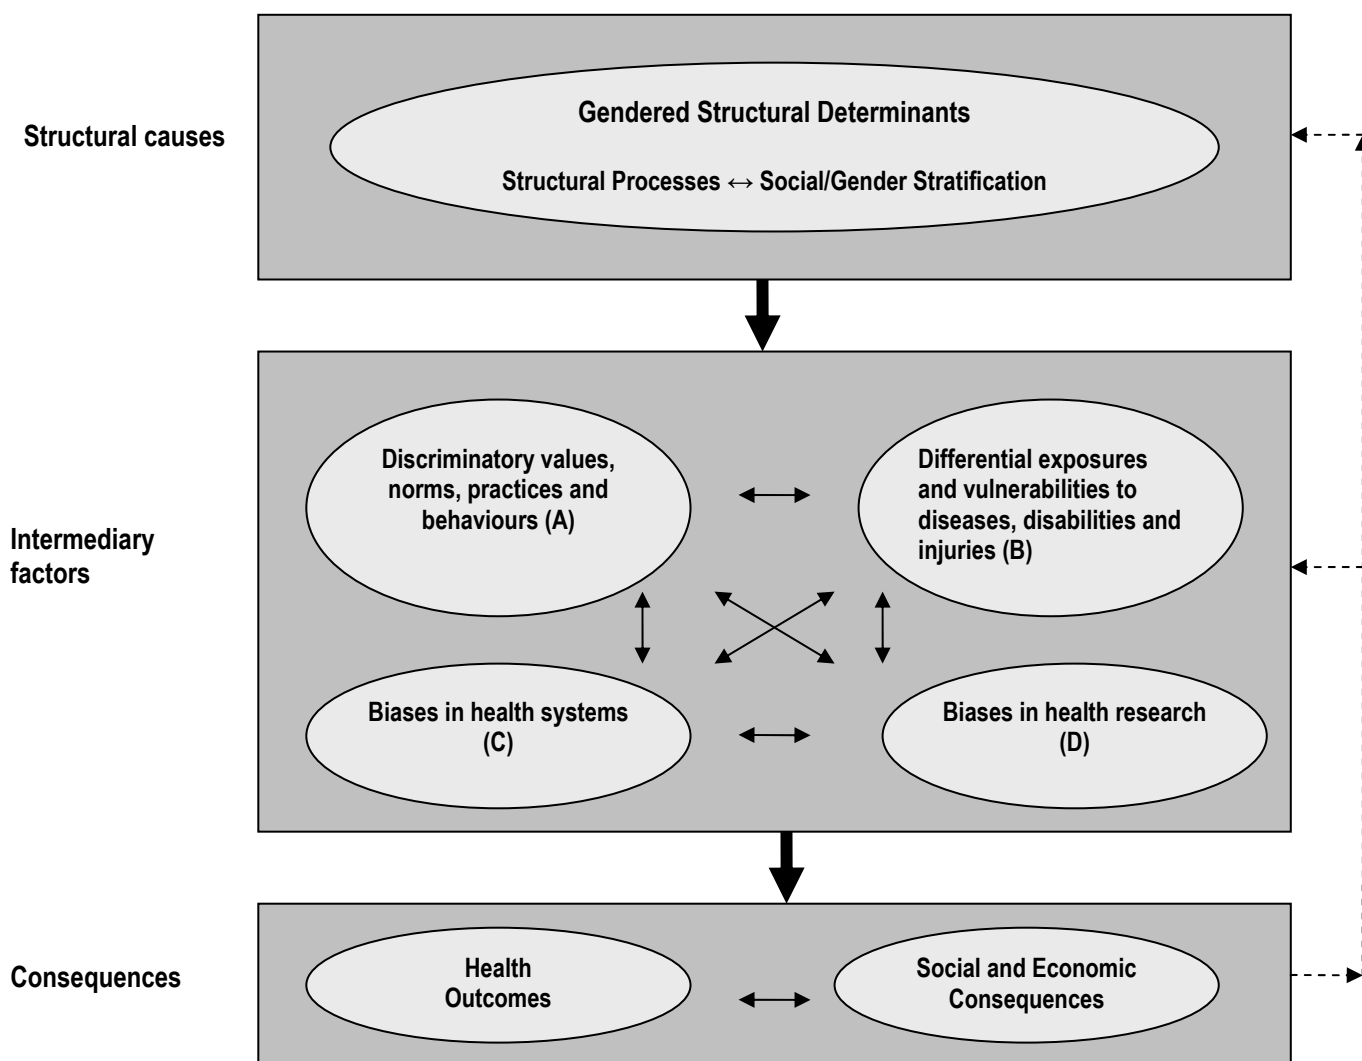 Gendered Structural Determinants
Structural causes
Structural Processes ↔ Social/Gender Stratification
Discriminatory values,
norms, practices and
behaviours (A)
Differential exposures
and vulnerabilities to
diseases, disabilities and
injuries (B)
Intermediary
factors
Biases in health systems
(C)
Biases in health research
(D)
Consequences
Health
Outcomes
Social and Economic
Consequences